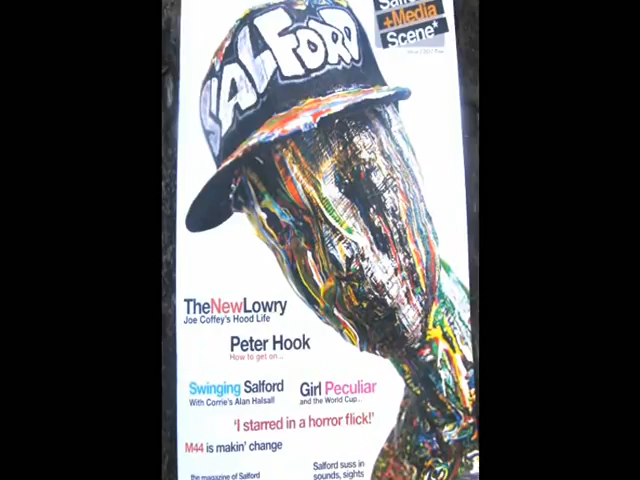 SALFORD
+Media
Scene*
TheNewLowry
Joe Coffey's Hood Life
Peter Hook
How to get on...
Swinging Salford
With Corrie's Alan Halsall
Girl Peculiar
and the World Cup...
'I starred in a horror flick!'
M44 is makin' change
the magazine of Salford
Salford suss in
sounds, sights